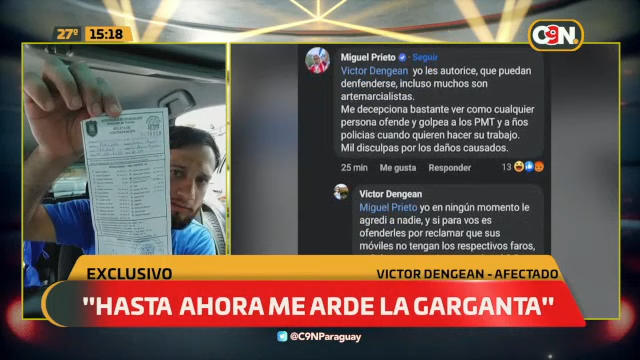 27º
15:18
C9N
Miguel Prieto · Seguir
Victor Dengean yo les autorice, que puedan
denfenderse, incluso muchos son
artemarcialistas.
Me decepciona bastante ver como cualquier
persona ofende y golpea a los PMT y a ños
policias cuando quieren hacer su trabajo.
Mil disculpas por los daños causados.
25 min Me gusta Responder 13
Victor Dengean
Miguel Prieto yo en ningún momento le
agredi a nadie, y si para vos es
ofenderles por reclamar que sus
móviles no tengan los respectivos faros,
EXCLUSIVO
VICTOR DENGEAN - AFECTADO
"HASTA AHORA ME ARDE LA GARGANTA"
@C9NParaguay